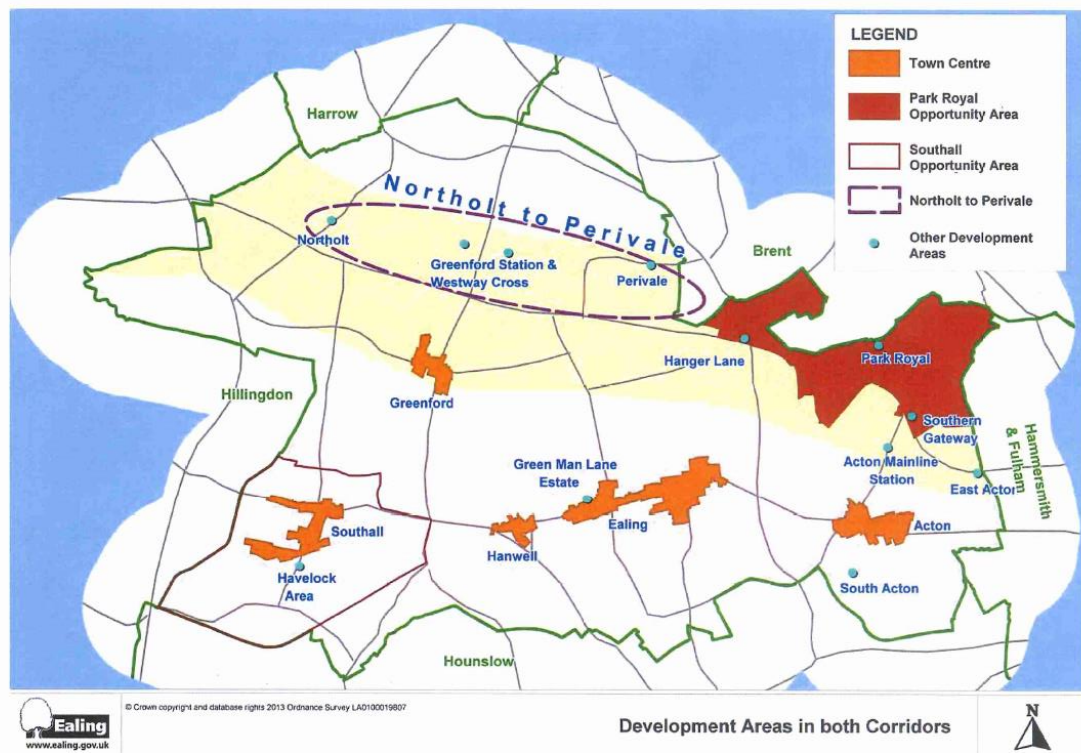 LEGEND
Town Centre
Park Royal
Opportunity Area
Southall
Opportunity Area
Northolt to Perivale
Other Development
Areas
Harrow
Northolt to Perivale
Northolt
Greenford Station &
Westway Cross
Perivale
Brent
Hanger Lane
Park Royal
Hillingdon
Greenford
Southern
Gateway
Hammersmith
& Fulham
Acton Mainline
Station
East Acton
Green Man Lane
Estate
Southall
Ealing
Hanwell
Acton
Havelock
Area
South Acton
Hounslow
Ealing
www.ealing.gov.uk
© Crown copyright and database rights 2013 Ordnance Survey LA0100019807
Development Areas in both Corridors
N